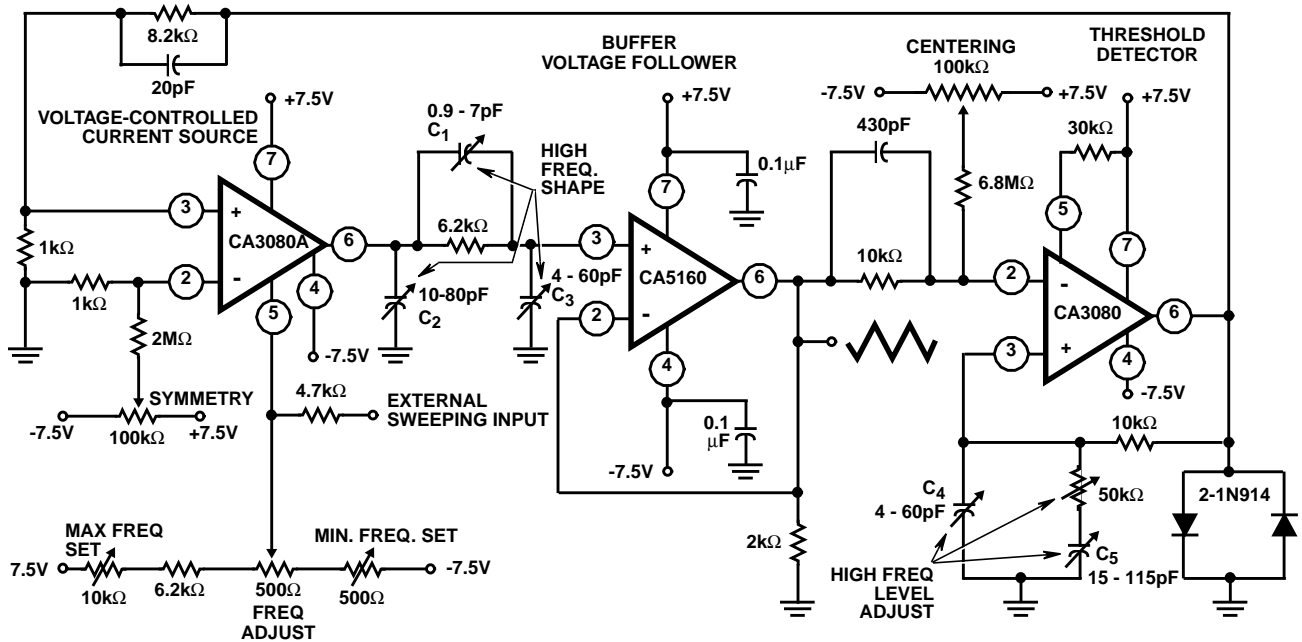 8.2kΩ
20pF
VOLTAGE-CONTROLLED
CURRENT SOURCE
+7.5V
7
3
+
CA3080A
6
1kΩ
1kΩ
2
-
4
5
-7.5V
2MΩ
SYMMETRY
-7.5V
+7.5V
100kΩ
4.7kΩ
EXTERNAL
SWEEPING INPUT
MAX FREQ
SET
7.5V
10kΩ
6.2kΩ
500Ω
FREQ
ADJUST
MIN. FREQ. SET
500Ω
-7.5V
0.9 - 7pF
C1
HIGH
FREQ.
SHAPE
6.2kΩ
10-80pF
C2
4 - 60pF
C3
BUFFER
VOLTAGE FOLLOWER
+7.5V
0.1μF
7
3
+
CA5160
6
2
-
4
0.1
μF
-7.5V
2kΩ
430pF
10kΩ
CENTERING
100kΩ
-7.5V
+7.5V
6.8MΩ
THRESHOLD
DETECTOR
+7.5V
30kΩ
5
7
2
-
CA3080
6
3
+
4
-7.5V
10kΩ
C4
4 - 60pF
50kΩ
C5
15 - 115pF
HIGH FREQ
LEVEL
ADJUST
2-1N914